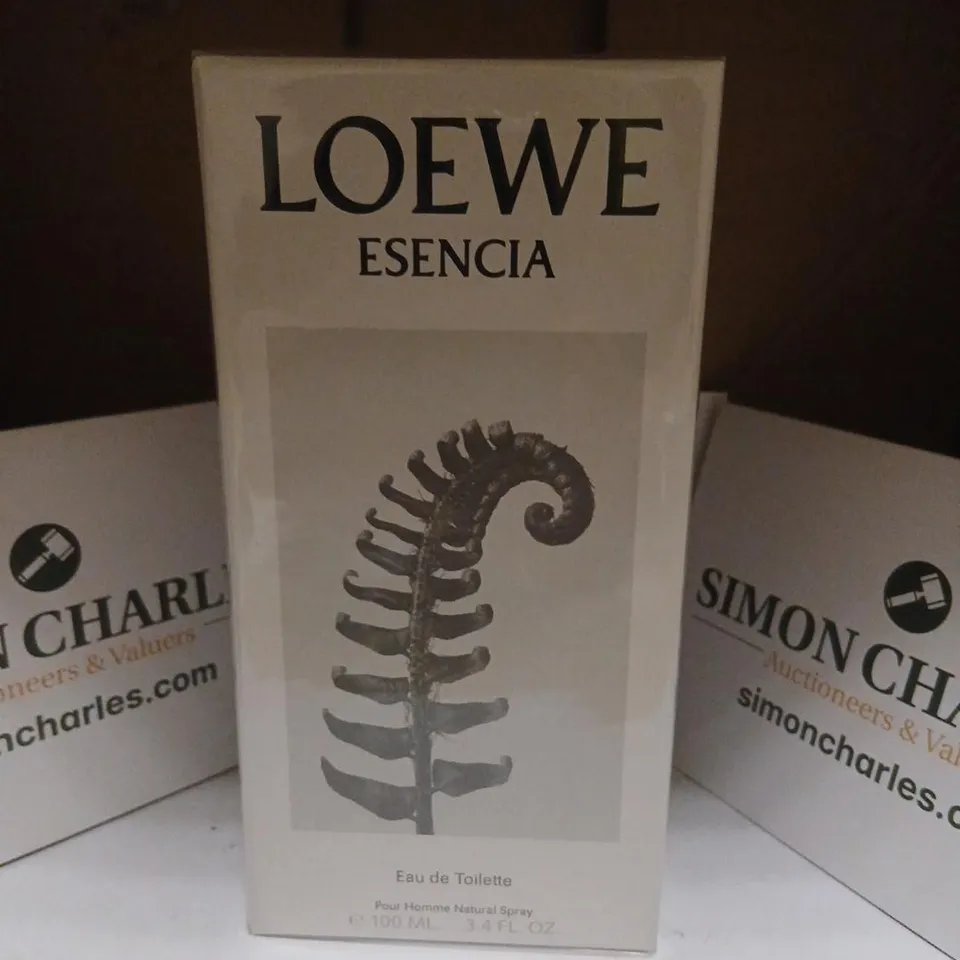 LOEWE
ESENCIA
Eau de Toilette
Pour Homme Natural Spray
e 100 ML. 3.4 FL. OZ.
N CHARL
oneers & Valuers
ncharles.com
SIMON CHA
Auctioneers & Val
simoncharles.c